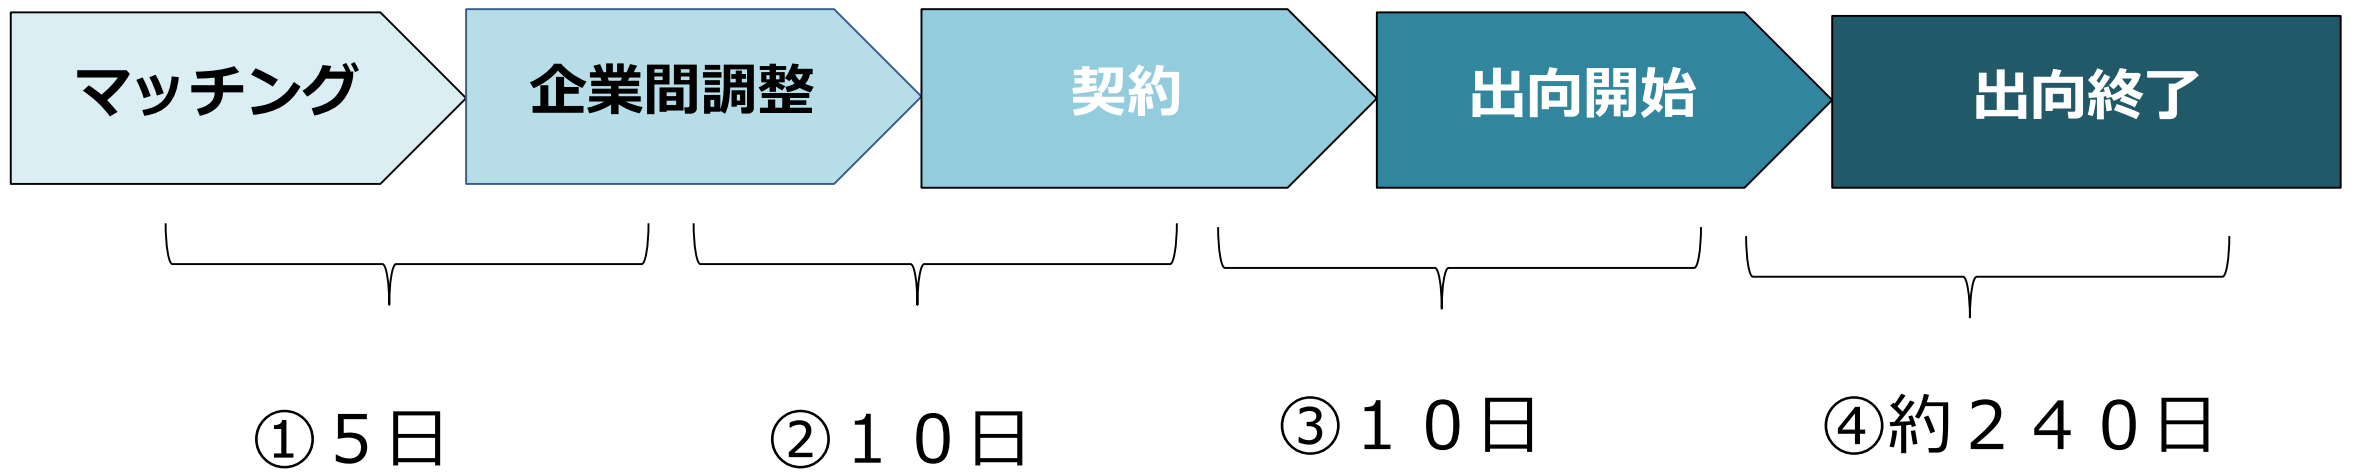 マッチング
企業間調整
契約
出向開始
出向終了
①５日
②１０日
③１０日
④約２４０日